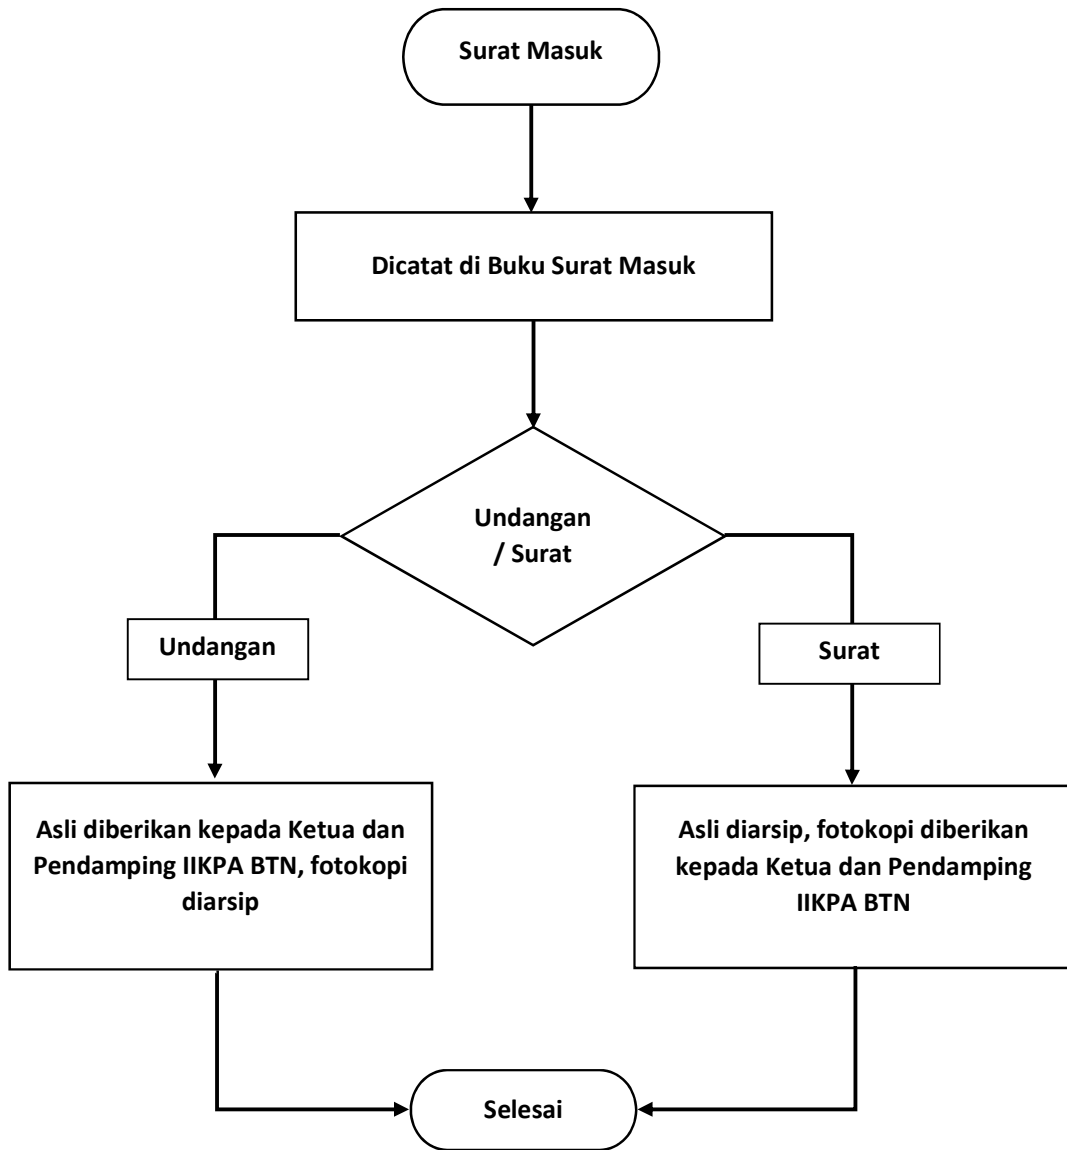 Surat Masuk
Dicatat di Buku Surat Masuk
Undangan
/ Surat
Undangan
Surat
Asli diberikan kepada Ketua dan
Pendamping IIKPA BTN, fotokopi
diarsip
Asli diarsip, fotokopi diberikan
kepada Ketua dan Pendamping
IIKPA BTN
Selesai